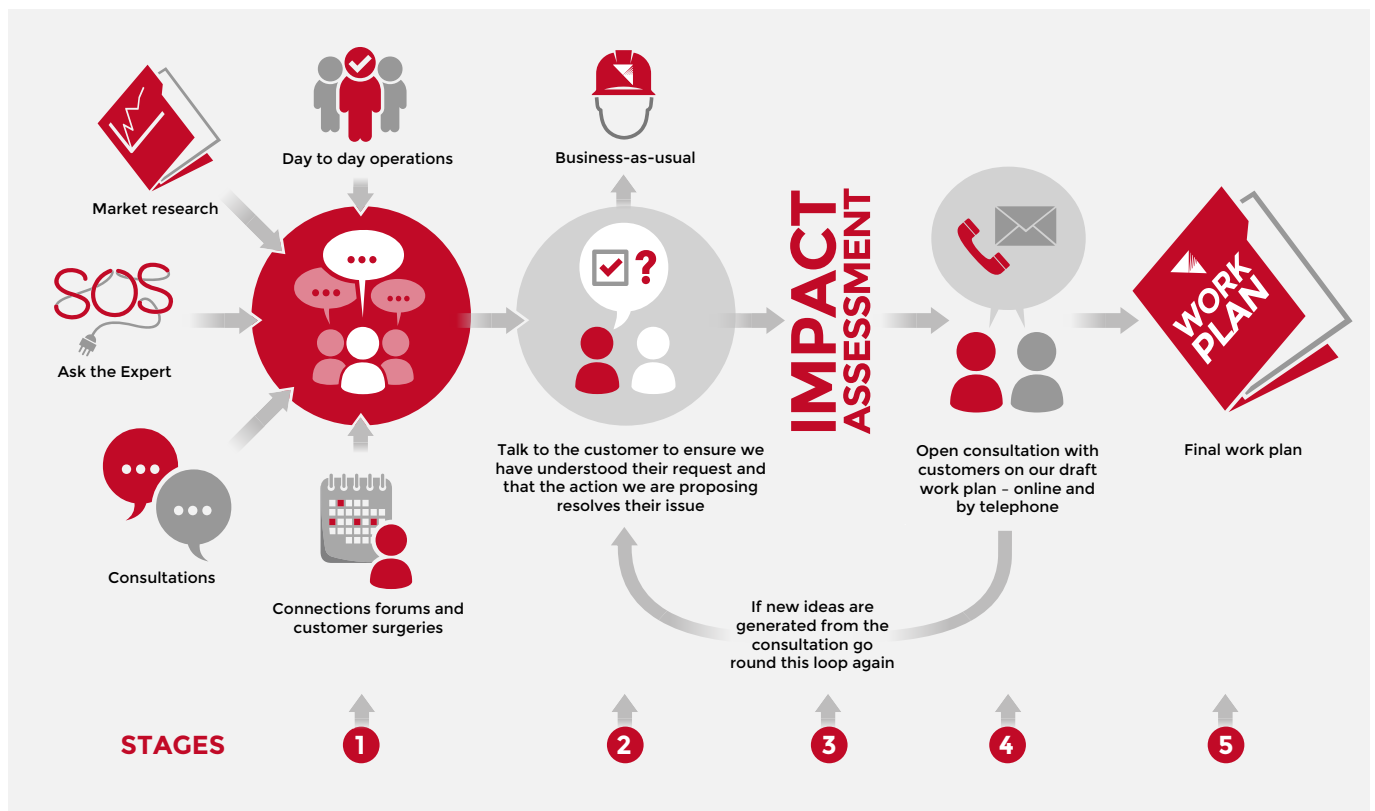 Day to day operations
Business-as-usual
Market research
SOS
Ask the Expert
Consultations
Connections forums and
customer surgeries
Talk to the customer to ensure we
have understood their request and
that the action we are proposing
resolves their issue
IMPACT
ASSESSMENT
Open consultation with
customers on our draft
work plan – online and
by telephone
WORK
PLAN
Final work plan
If new ideas are
generated from the
consultation go
round this loop again
STAGES
1
2
3
4
5